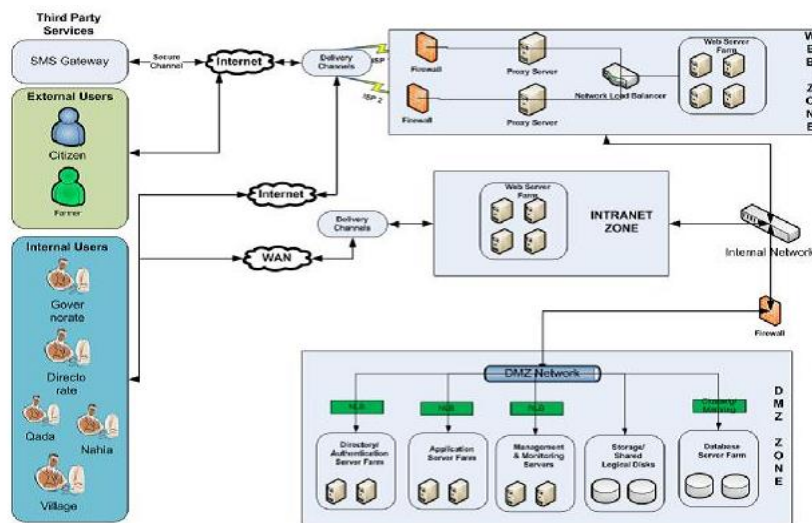 Third Party
Services
SMS Gateway
Secure
Channel
Internet
Delivery
Channels
ISP
ISP 2
Firewall
Proxy Server
Network Load Balancer
Web Server
Farm
Firewall
Proxy Server
W
E
B
Z
O
N
E
External Users
Citizen
Farmer
Internet
Delivery
Channels
WAN
Web Server
Farm
INTRANET
ZONE
Internal Network
Firewall
Internal Users
Gover
norate
Directo
rate
Qada
Nahia
Village
DMZ Network
NLB
NLB
NLB
Directory/
Authentication
Server Farm
Application
Server Farm
Management
& Monitoring
Servers
Storage/
Shared
Logical Disks
Database
Server Farm
D
M
Z
Z
O
N
E